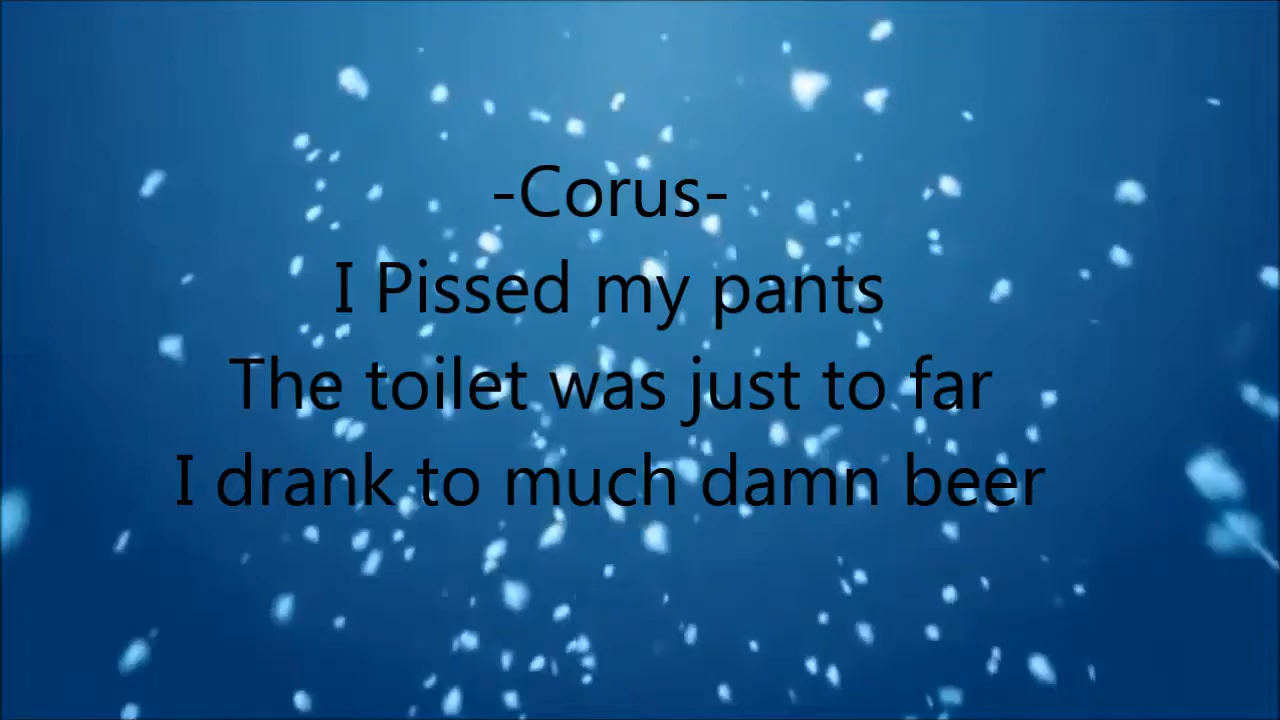 -Corus-
I Pissed my pants
The toilet was just to far
I drank to much damn beer